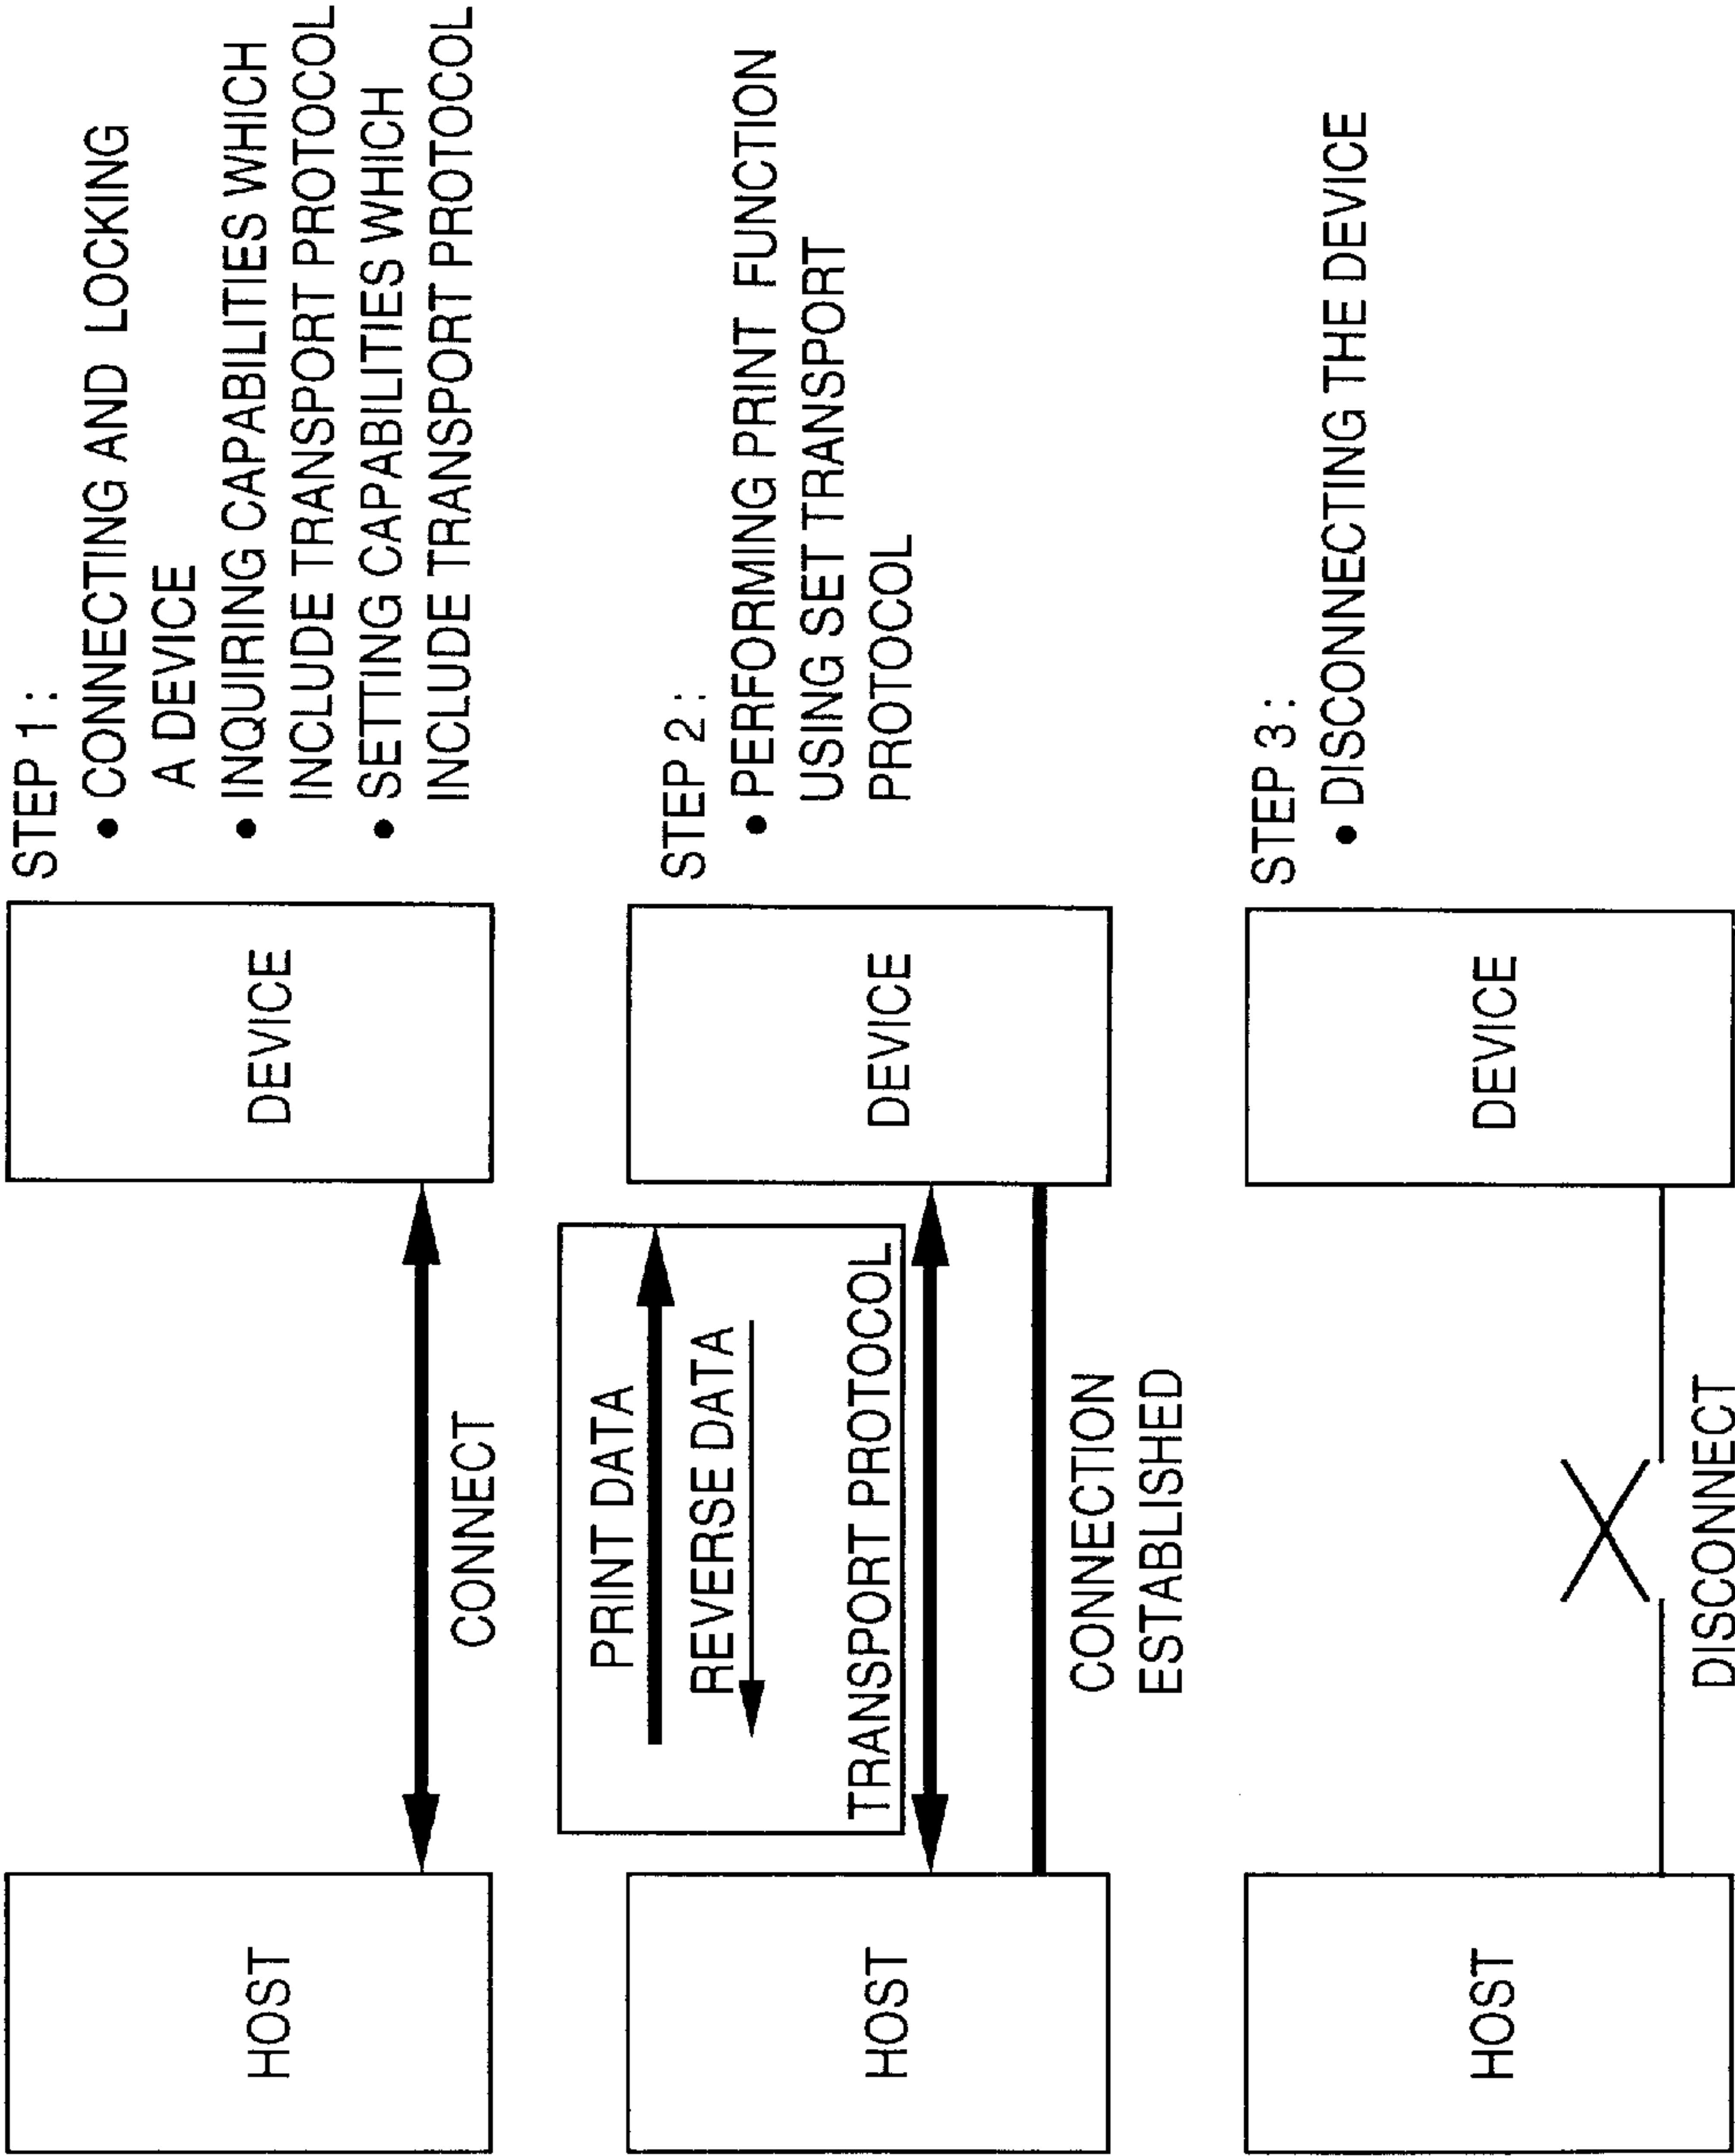 HOST
CONNECT
DEVICE
STEP 1:
• CONNECTING AND LOCKING
A DEVICE
• INQUIRING CAPABILITIES WHICH
INCLUDE TRANSPORT PROTOCOL
• SETTING CAPABILITIES WHICH
INCLUDE TRANSPORT PROTOCOL
HOST
PRINT DATA
REVERSE DATA
TRANSPORT PROTOCOL
CONNECTION
ESTABLISHED
DEVICE
STEP 2:
• PERFORMING PRINT FUNCTION
USING SET TRANSPORT
PROTOCOL
HOST
DISCONNECT
DEVICE
STEP 3:
• DISCONNECTING THE DEVICE